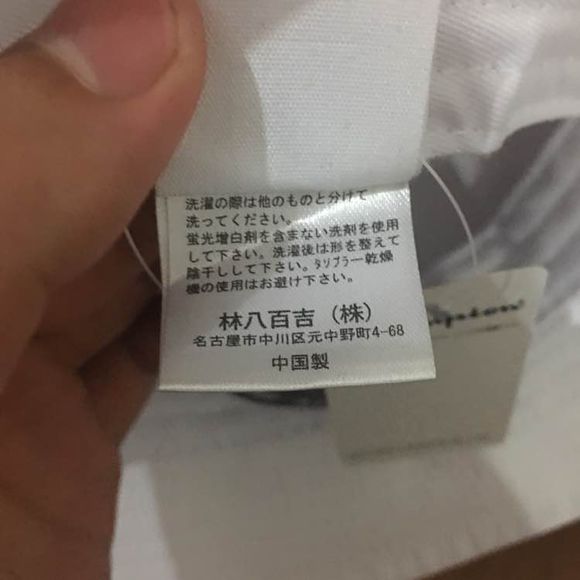 洗濯の際は他のものと分けて
洗ってください。
蛍光増白剤を含まない洗剤を使用
して下さい。洗濯後は形を整えて
陰干しして下さい。タンブラー乾燥
機の使用はお避け下さい。
林八百吉（株）
名古屋市中川区元中野町4-68
中国製